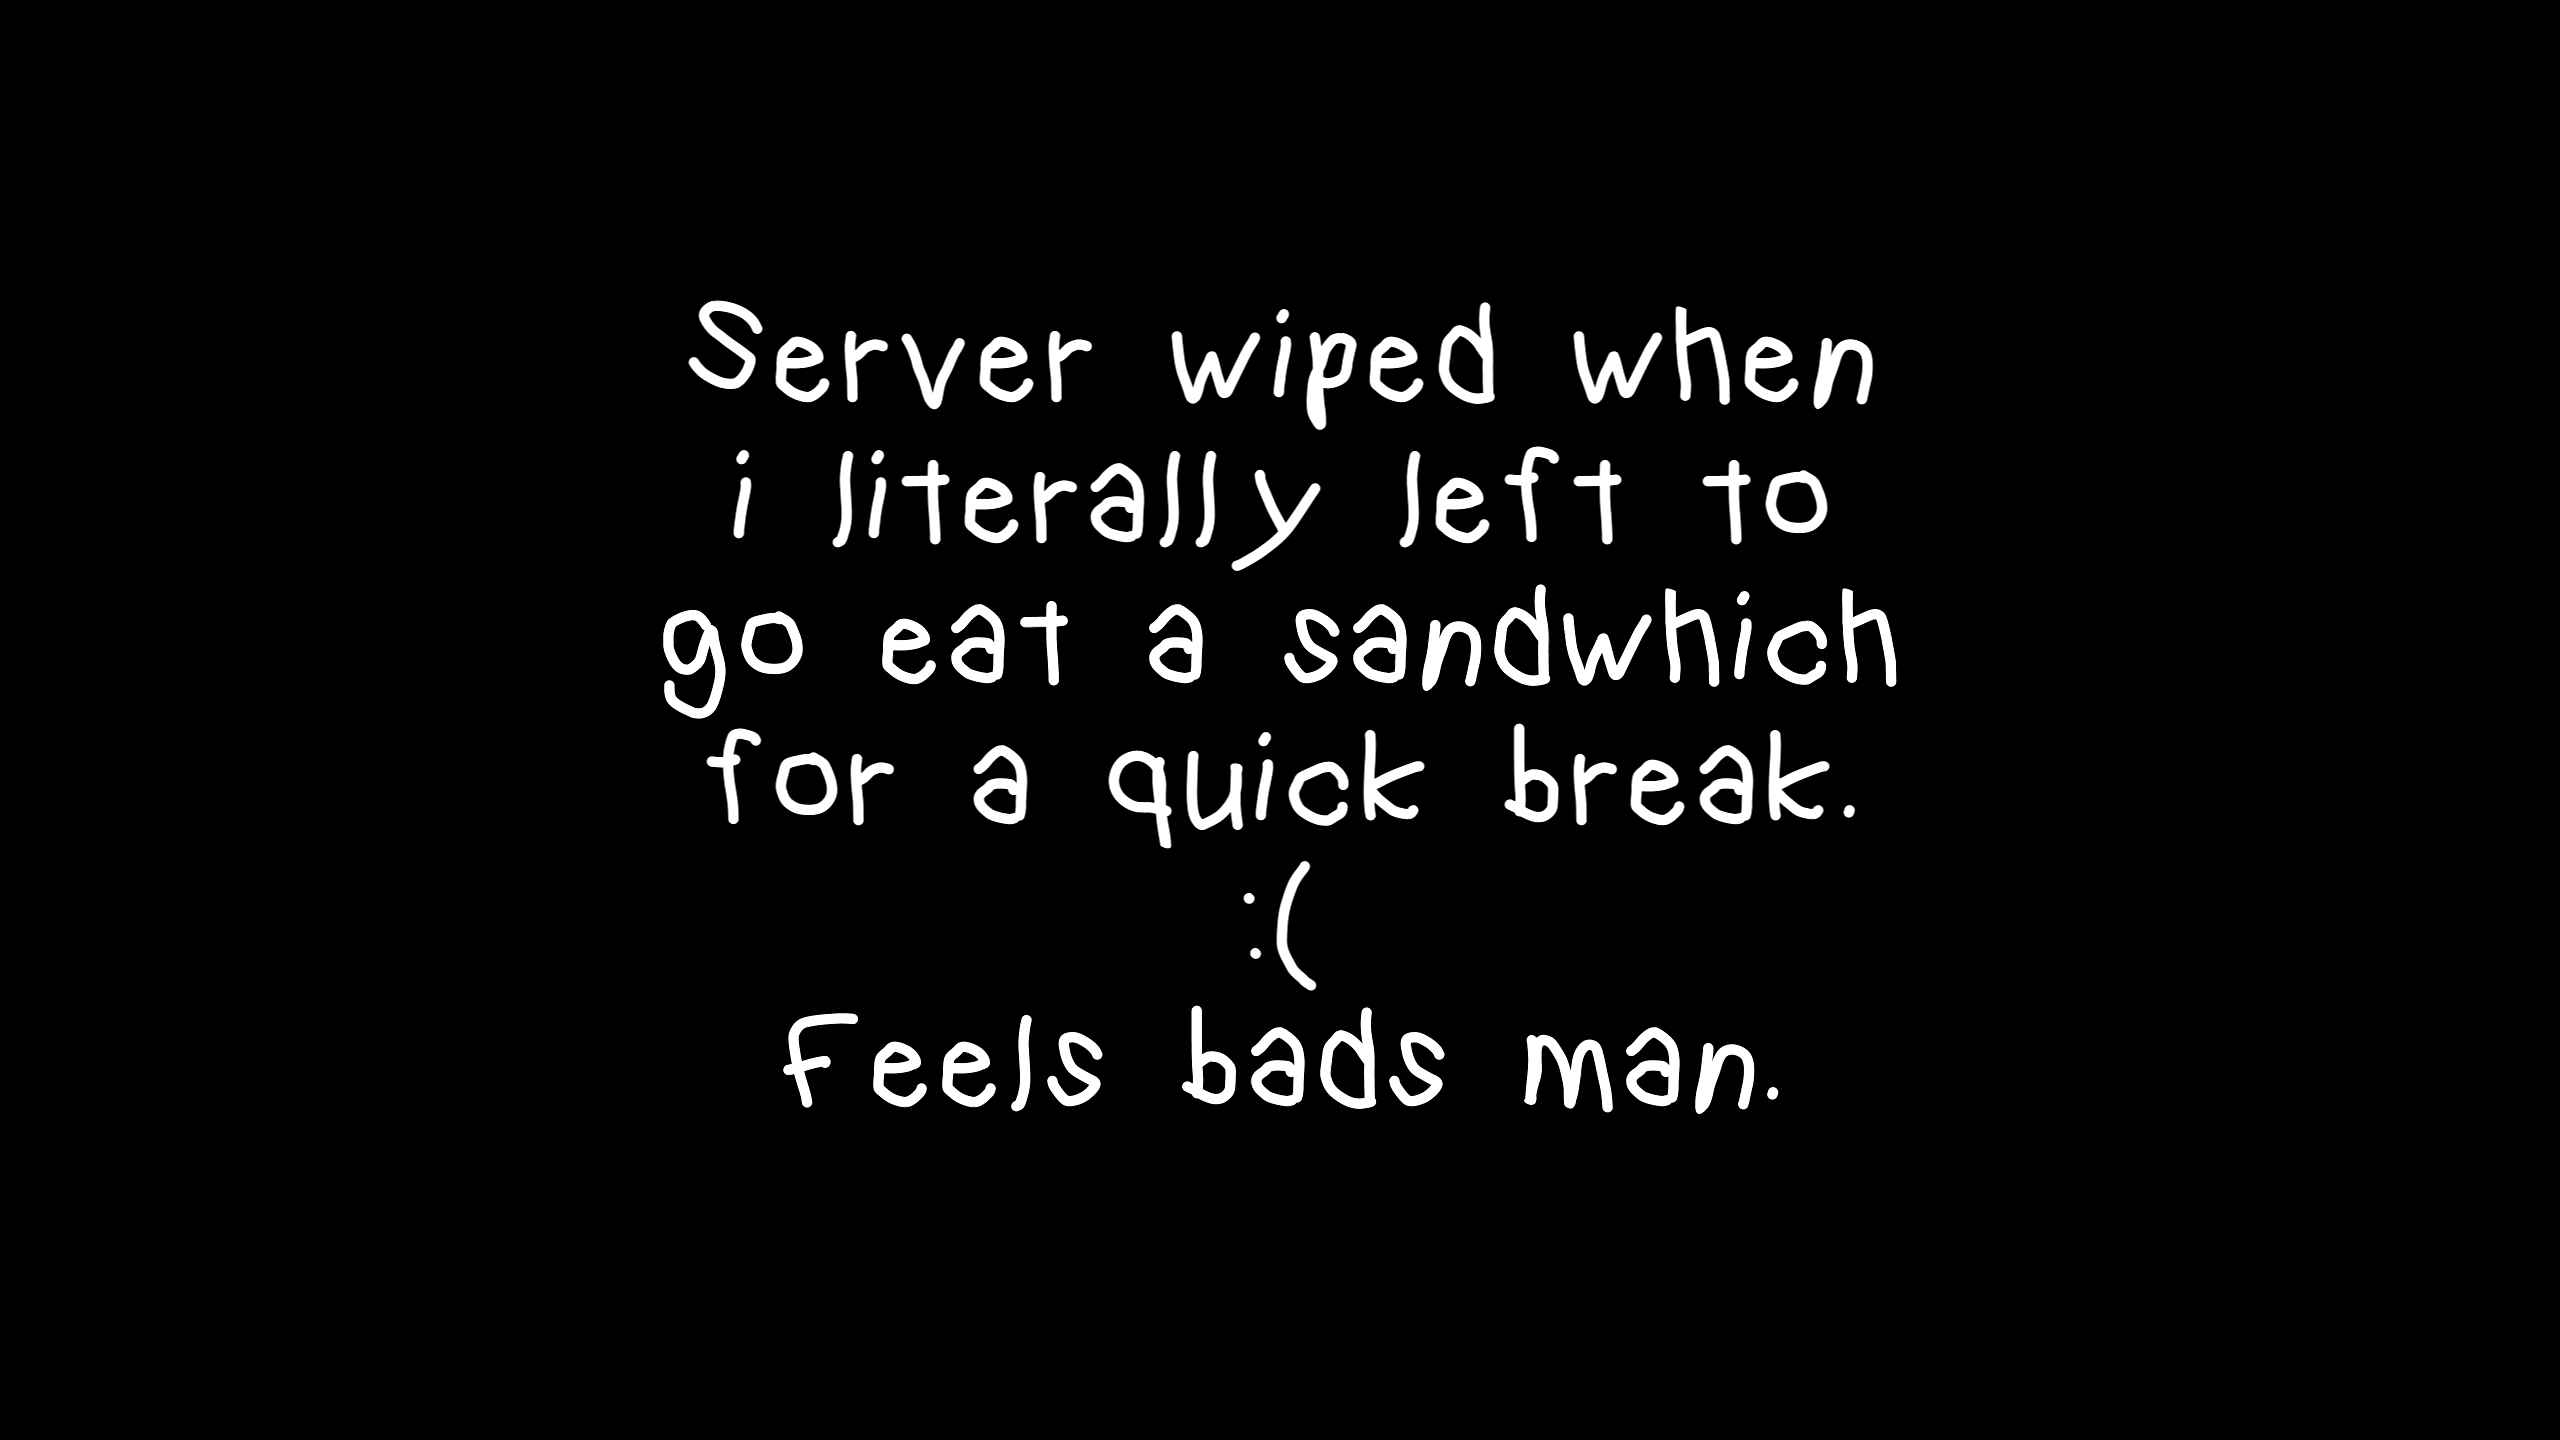 Server wiped when
i literally left to
go eat a sandwhich
for a quick break.
:(
Feels bads man.